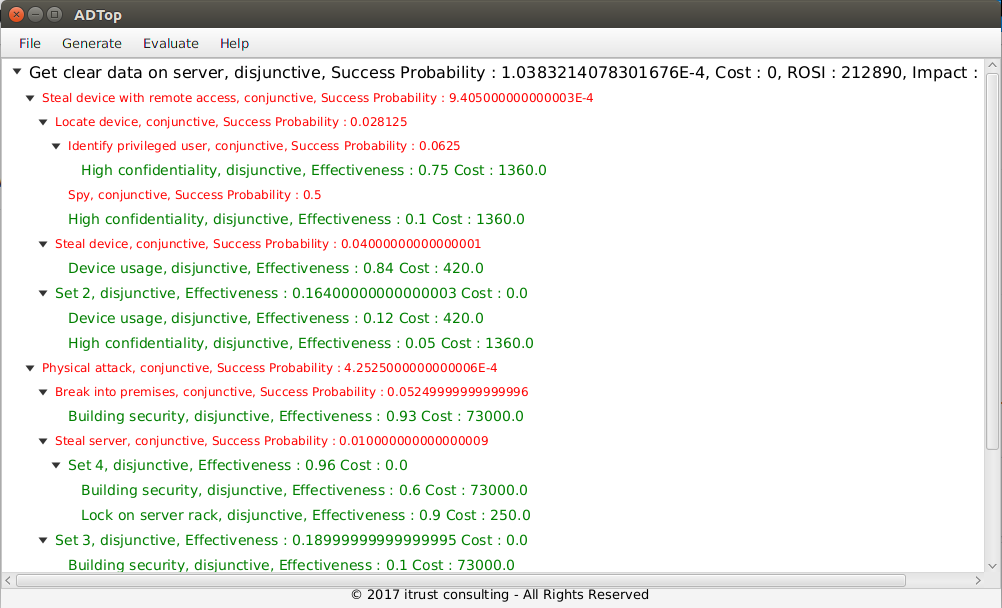 ADTop
File Generate Evaluate Help
Get clear data on server, disjunctive, Success Probability : 1.0383214078301676E-4, Cost : 0, ROSI : 212890, Impact :
Steal device with remote access, conjunctive, Success Probability : 9.405000000000003E-4
Locate device, conjunctive, Success Probability : 0.028125
Identify privileged user, conjunctive, Success Probability : 0.0625
High confidentiality, disjunctive, Effectiveness : 0.75 Cost : 1360.0
Spy, conjunctive, Success Probability : 0.5
High confidentiality, disjunctive, Effectiveness : 0.1 Cost : 1360.0
Steal device, conjunctive, Success Probability : 0.04000000000000001
Device usage, disjunctive, Effectiveness : 0.84 Cost : 420.0
Set 2, disjunctive, Effectiveness : 0.16400000000000003 Cost : 0.0
Device usage, disjunctive, Effectiveness : 0.12 Cost : 420.0
High confidentiality, disjunctive, Effectiveness : 0.05 Cost : 1360.0
Physical attack, conjunctive, Success Probability : 4.2525000000000006E-4
Break into premises, conjunctive, Success Probability : 0.05249999999999996
Building security, disjunctive, Effectiveness : 0.93 Cost : 73000.0
Steal server, conjunctive, Success Probability : 0.010000000000000009
Set 4, disjunctive, Effectiveness : 0.96 Cost : 0.0
Building security, disjunctive, Effectiveness : 0.6 Cost : 73000.0
Lock on server rack, disjunctive, Effectiveness : 0.9 Cost : 250.0
Set 3, disjunctive, Effectiveness : 0.18999999999999995 Cost : 0.0
Building security, disjunctive, Effectiveness : 0.1 Cost : 73000.0
© 2017 itrust consulting - All Rights Reserved